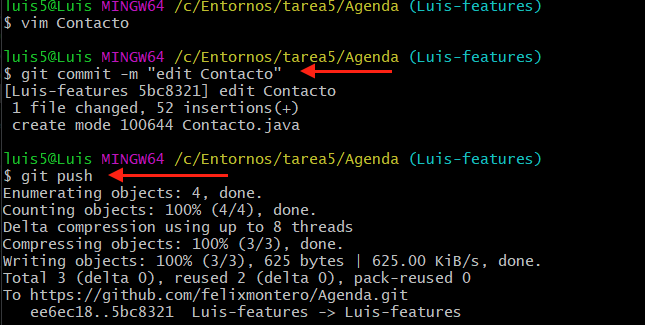 luis5@Luis MINGW64 /c/Entornos/tarea5/Agenda (Luis-features)
$ vim Contacto
luis5@Luis MINGW64 /c/Entornos/tarea5/Agenda (Luis-features)
$ git commit -m "edit Contacto"
[Luis-features 5bc8321] edit Contacto
 1 file changed, 52 insertions(+)
 create mode 100644 Contacto.java
luis5@Luis MINGW64 /c/Entornos/tarea5/Agenda (Luis-features)
$ git push
Enumerating objects: 4, done.
Counting objects: 100% (4/4), done.
Delta compression using up to 8 threads
Compressing objects: 100% (3/3), done.
Writing objects: 100% (3/3), 625 bytes | 625.00 KiB/s, done.
Total 3 (delta 0), reused 2 (delta 0), pack-reused 0
To https://github.com/felixmontero/Agenda.git
   ee6ec18..5bc8321  Luis-features -> Luis-features